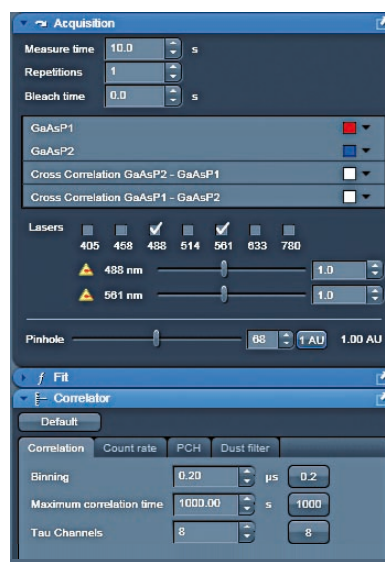 Acquisition
Measure time 10.0 s
Repetitions 1
Bleach time 0.0 s
GaAsP1
GaAsP2
Cross Correlation GaAsP2 - GaAsP1
Cross Correlation GaAsP1 - GaAsP2
Lasers
405 458 488 514 561 633 780
488 nm 1.0
561 nm 1.0
Pinhole 68 1 AU 1.00 AU
f Fit
Correlator
Default
Correlation Count rate PCH Dust filter
Binning 0.20 µs 0.2
Maximum correlation time 1000.00 s 1000
Tau Channels 8 8